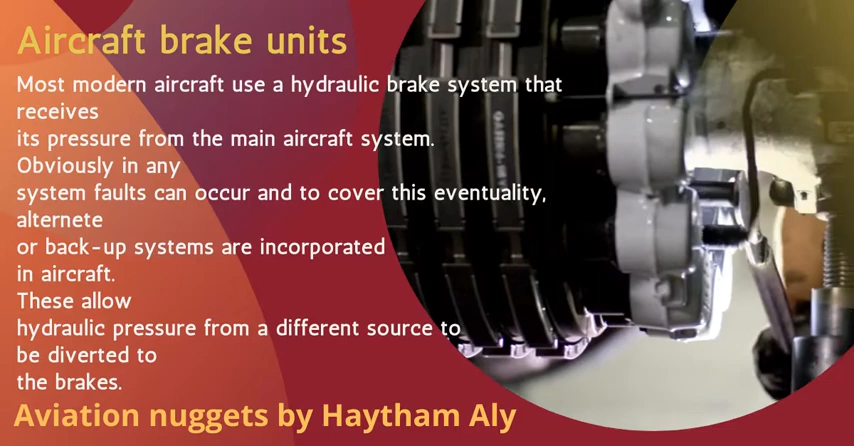 Aircraft brake units
Most modern aircraft use a hydraulic brake system that
receives
its pressure from the main aircraft system.
Obviously in any
system faults can occur and to cover this eventuality,
alternete
or back-up systems are incorporated
in aircraft.
These allow
hydraulic pressure from a different source to
be diverted to
the brakes.
Aviation nuggets by Haytham Aly